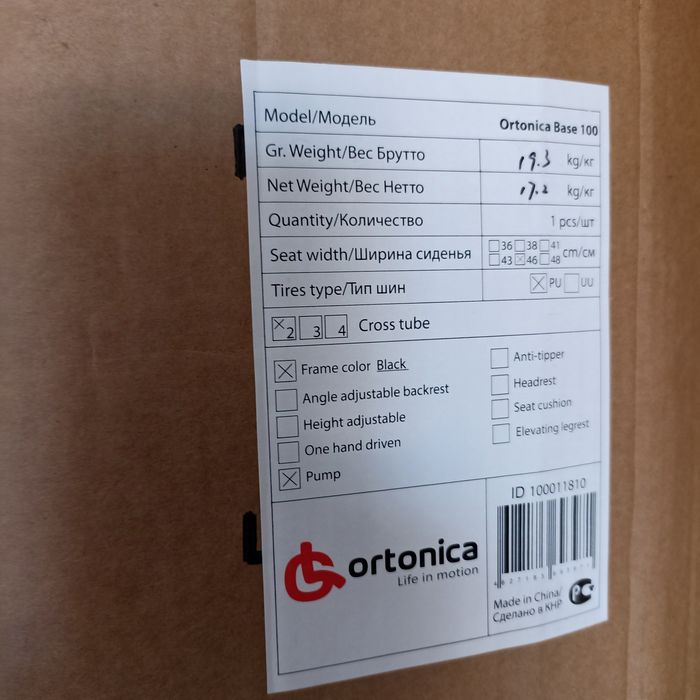 Model/Модель Ortonica Base 100
Gr. Weight/Вес Брутто 19.3 kg/кг
Net Weight/Вес Нетто 17.2 kg/кг
Quantity/Количество 1 pcs/шт
Seat width/Ширина сиденья 36 38 41 43 46 48 cm/см
Tires type/Тип шин PU UU
2 3 4 Cross tube
Frame color Black
Angle adjustable backrest
Height adjustable
One hand driven
Pump
Anti-tipper
Headrest
Seat cushion
Elevating legrest
ortonica
Life in motion
ID 100011810
Made in China/
Сделано в КНР